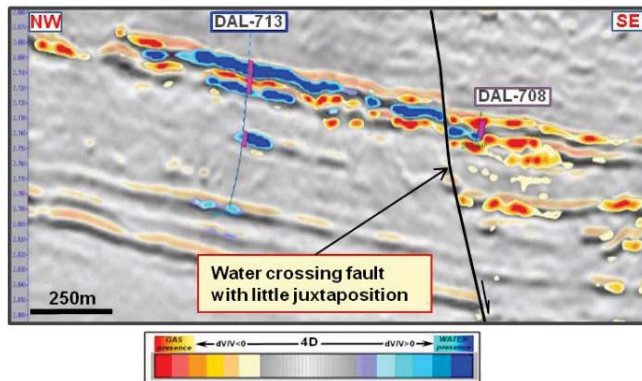 NW
DAL-713
SE
DAL-708
Water crossing fault
with little juxtaposition
250m
GAS
presence
dV/V<0
4D
dV/V>0
WATER
presence